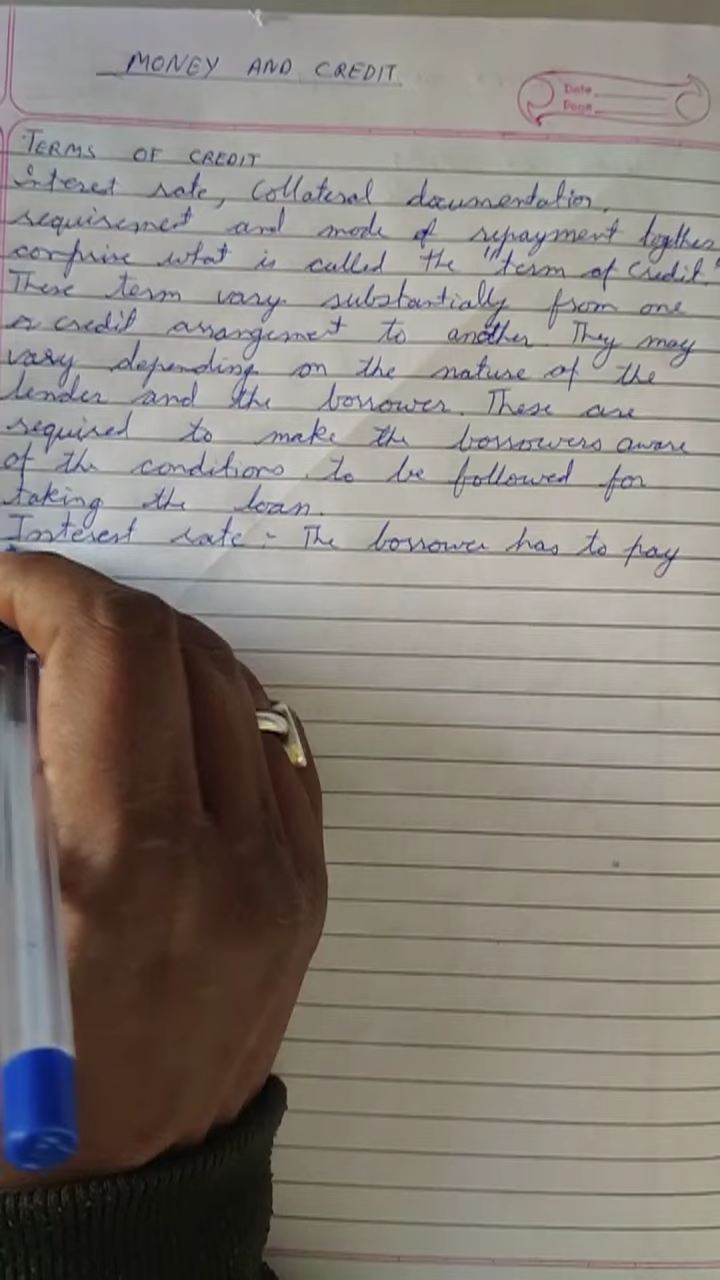 MONEY AND CREDIT
Date
Page
TERMS OF CREDIT
interest rate, Collateral documentation,
requirement and mode of repayment together
comprise what is called the "term of Credit"
These term vary substantially from one
credit arrangement to another. They may
vary depending on the nature of the
lender and the borrower. These are
required to make the borrowers aware
of the conditions to be followed for
taking the loan.
Interest rate :- The borrower has to pay